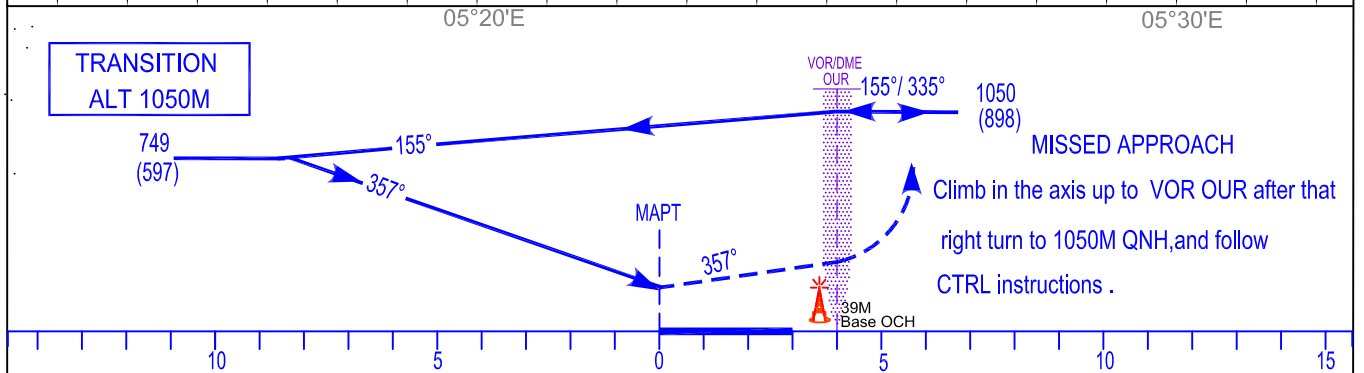 05°20'E
05°30'E
TRANSITION
ALT 1050M
VOR/DME
OUR
155°/ 335°
1050
(898)
749
(597)
155°
357°
MISSED APPROACH
Climb in the axis up to VOR OUR after that
right turn to 1050M QNH,and follow
CTRL instructions .
MAPT
357°
39M
Base OCH
10
5
0
5
10
15